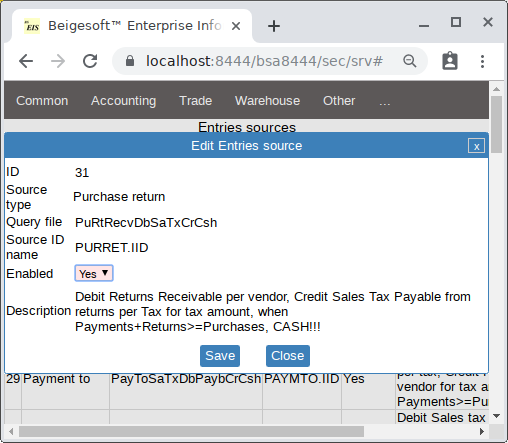 EIS
Beigesoft™ Enterprise Info
localhost:8444/bsa8444/sec/srv#
Common Accounting Trade Warehouse Other ...
Entries sources
Edit Entries source x
ID 31
Source type Purchase return
Query file PuRtRecvDbSaTxCrCsh
Source ID name PURRET.IID
Enabled Yes
Description Debit Returns Receivable per vendor, Credit Sales Tax Payable from
returns per Tax for tax amount, when
Payments+Returns>=Purchases, CASH!!!
Save Close
29 Payment to PayToSaTxDbPaybCrCsh PAYMTO.IID Yes
vendor for tax
Payments>=Pu
Debit Sales tax